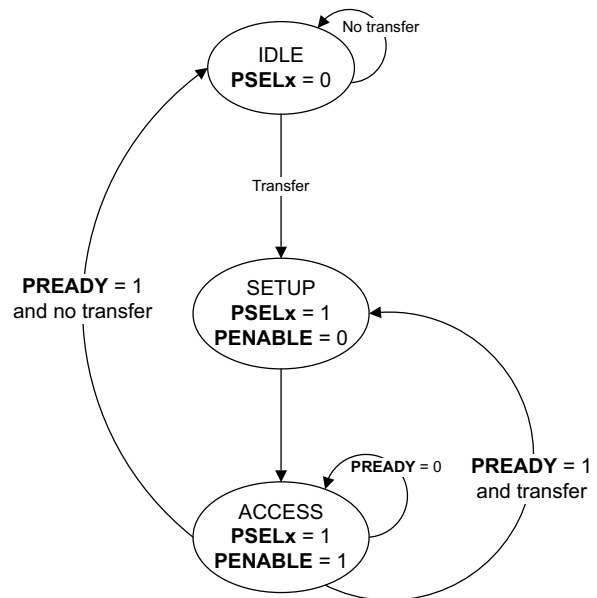 No transfer
IDLE
PSELx = 0
Transfer
PREADY = 1
and no transfer
SETUP
PSELx = 1
PENABLE = 0
PREADY = 0
PREADY = 1
and transfer
ACCESS
PSELx = 1
PENABLE = 1